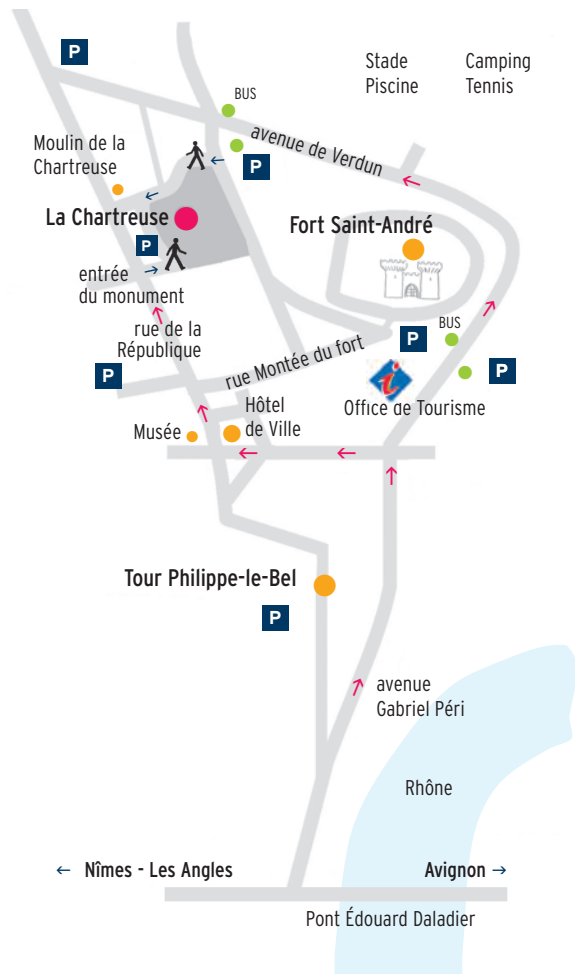 P
Stade
Piscine
Camping
Tennis
BUS
avenue de Verdun
Moulin de la
Chartreuse
P
La Chartreuse
P
Fort Saint-André
entrée
du monument
rue de la
République
BUS
P
P
P
rue Montée du fort
i
Office de Tourisme
Hôtel
de Ville
Musée
Tour Philippe-le-Bel
P
avenue
Gabriel Péri
Rhône
← Nîmes - Les Angles
Avignon →
Pont Édouard Daladier